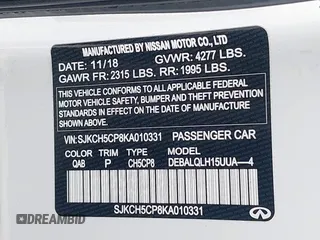 MANUFACTURED BY NISSAN MOTOR CO., LTD.
DATE: 11/18 GVWR: 4277 LBS.
GAWR FR: 2315 LBS. RR: 1995 LBS.
THIS VEHICLE CONFORMS TO ALL APPLICABLE
FEDERAL MOTOR VEHICLE SAFETY, BUMPER, AND
THEFT PREVENTION STANDARDS IN EFFECT ON THE
DATE OF MANUFACTURE SHOWN ABOVE.
VIN: SJKCH5CP8KA010331 PASSENGER CAR
COLOR TRIM TYPE MODEL
QAB P CH5CP8 DEBALQLH15UUA—4
SJKCH5CP8KA010331
INFINITI
DREAMBID